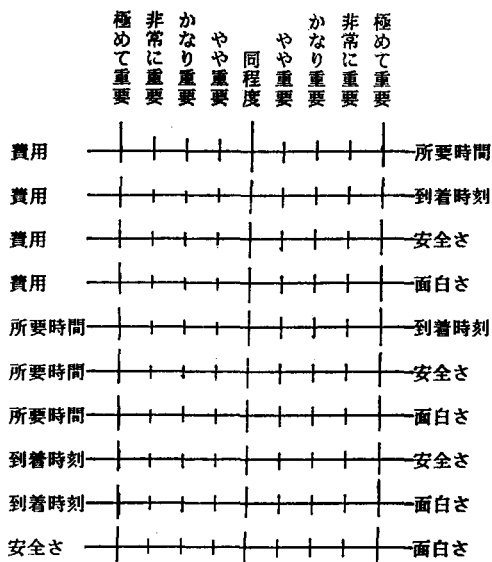 極めて重要
非常に重要
かなり重要
やや重要
同程度
やや重要
かなり重要
非常に重要
極めて重要
費用 所要時間
費用 到着時刻
費用 安全さ
費用 面白さ
所要時間 到着時刻
所要時間 安全さ
所要時間 面白さ
到着時刻 安全さ
到着時刻 面白さ
安全さ 面白さ